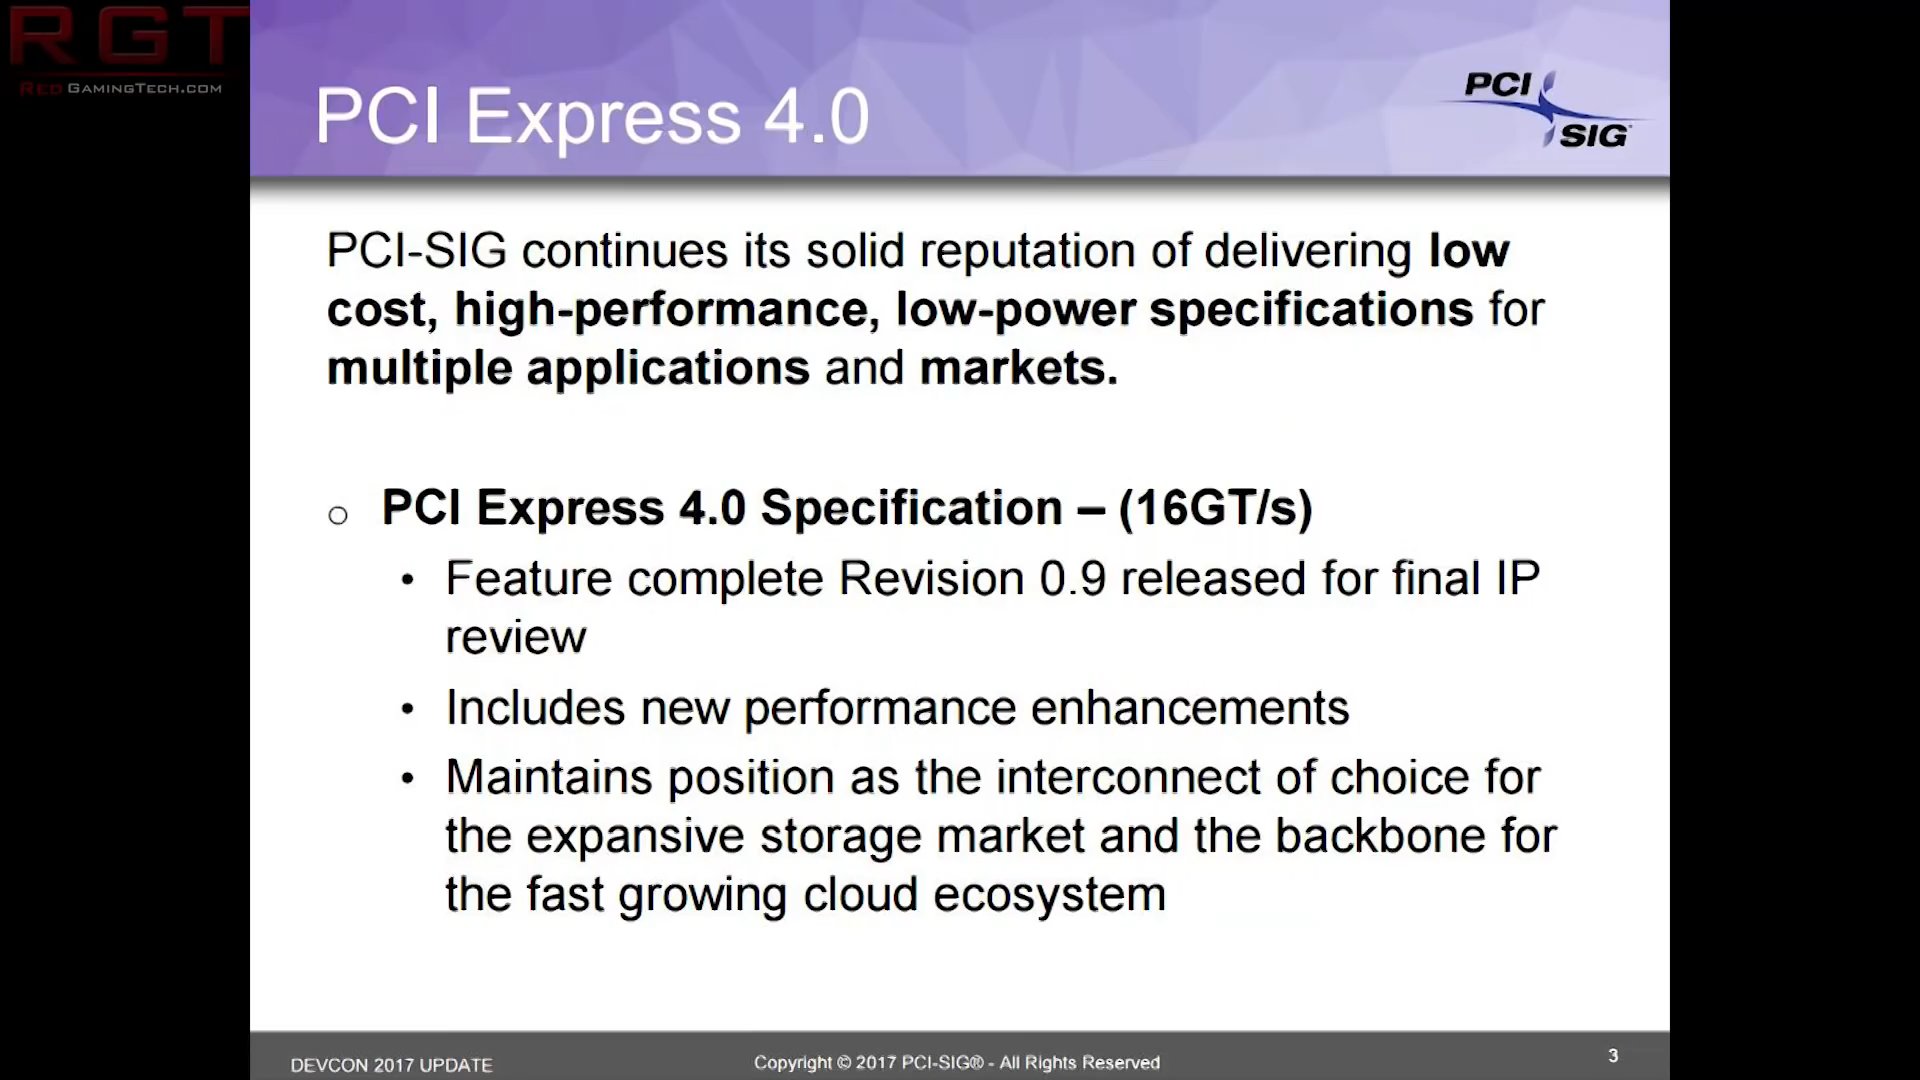 RGT
REDGAMINGTECH.COM
PCI Express 4.0
PCI
SIG
PCI-SIG continues its solid reputation of delivering low
cost, high-performance, low-power specifications for
multiple applications and markets.
○ PCI Express 4.0 Specification – (16GT/s)
• Feature complete Revision 0.9 released for final IP
review
• Includes new performance enhancements
• Maintains position as the interconnect of choice for
the expansive storage market and the backbone for
the fast growing cloud ecosystem
DEVCON 2017 UPDATE
Copyright © 2017 PCI-SIG® - All Rights Reserved
3